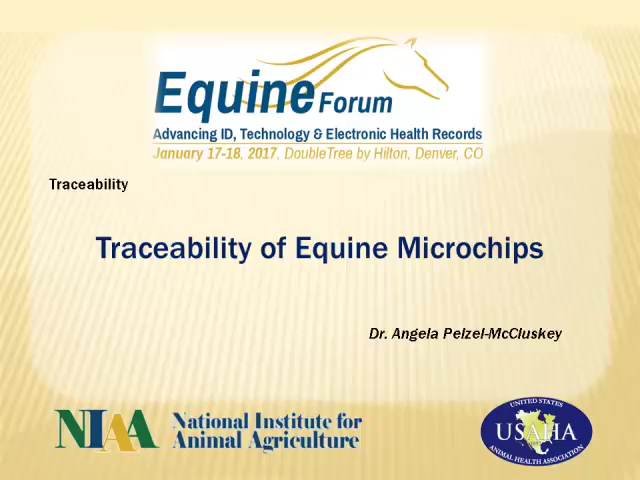 Equine Forum
Advancing ID, Technology & Electronic Health Records
January 17-18, 2017, DoubleTree by Hilton, Denver, CO
Traceability
Traceability of Equine Microchips
Dr. Angela Pelzel-McCluskey
NIAA
National Institute for
Animal Agriculture
UNITED STATES
USAHA
ANIMAL HEALTH ASSOCIATION